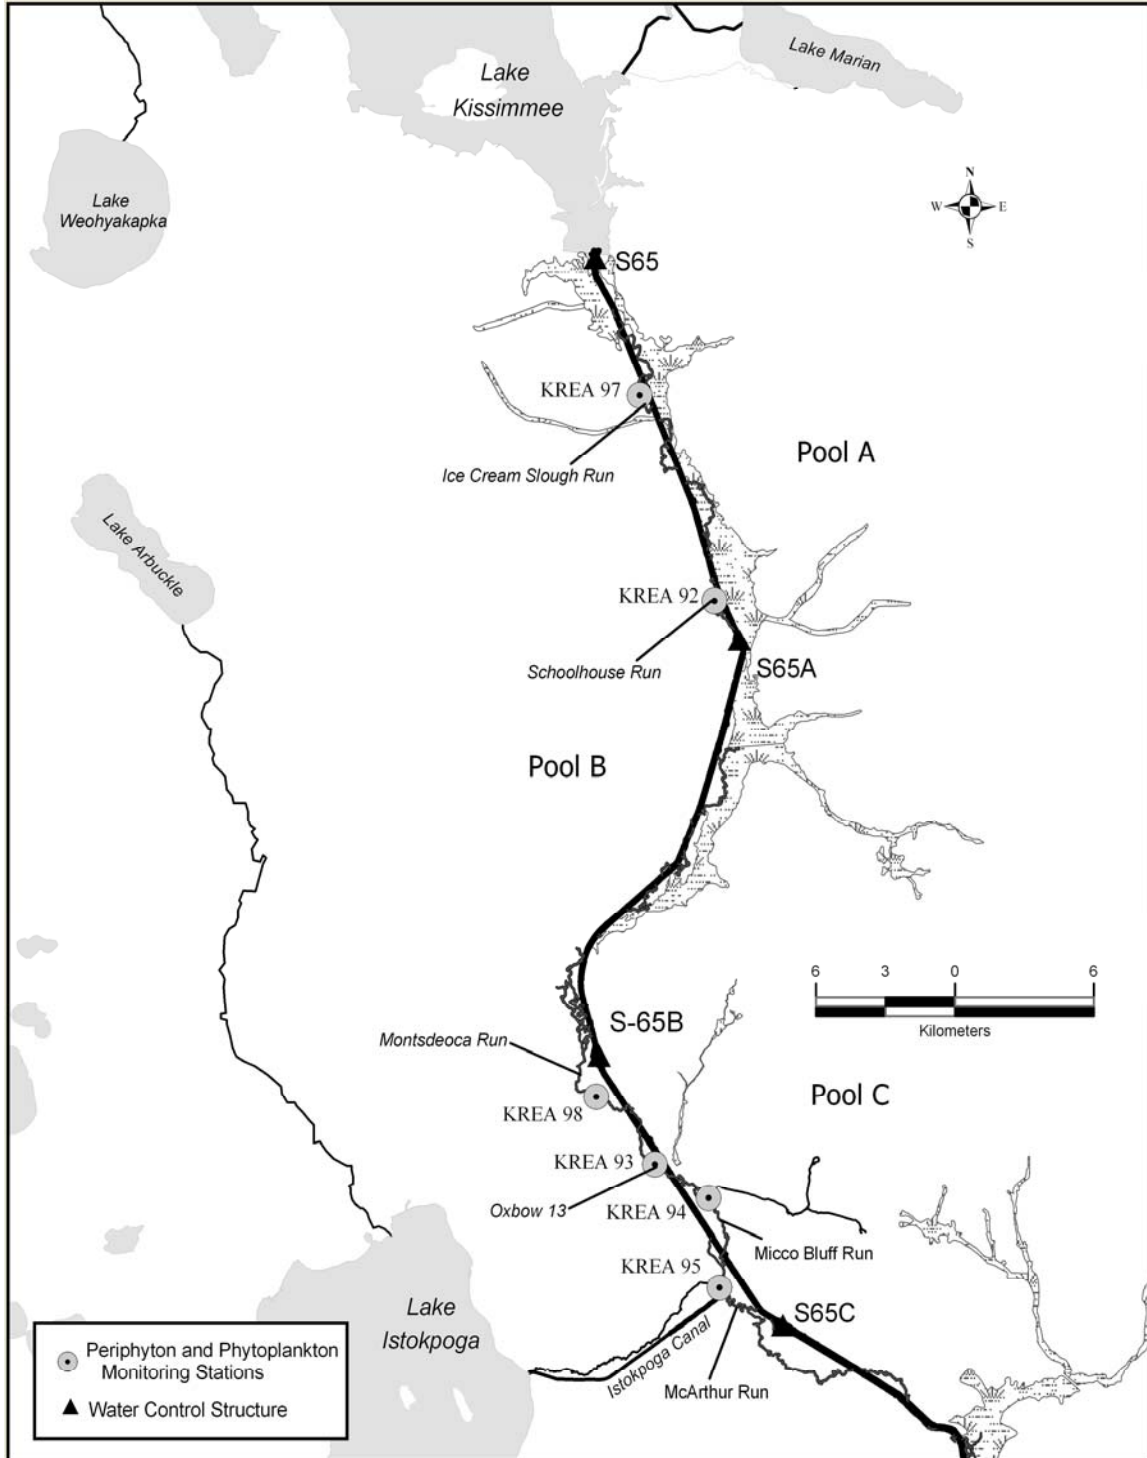 Lake Marian
Lake
Kissimmee
Lake
Weohyakapka
N
W
E
S
S65
KREA 97
Pool A
Ice Cream Slough Run
Lake Arbuckle
KREA 92
Schoolhouse Run
S65A
Pool B
6
3
0
6
Kilometers
S-65B
Montsdeoca Run
Pool C
KREA 98
KREA 93
Oxbow 13
KREA 94
Micco Bluff Run
KREA 95
S65C
Lake
Istokpoga
Istokpoga Canal
McArthur Run
Periphyton and Phytoplankton
Monitoring Stations
Water Control Structure